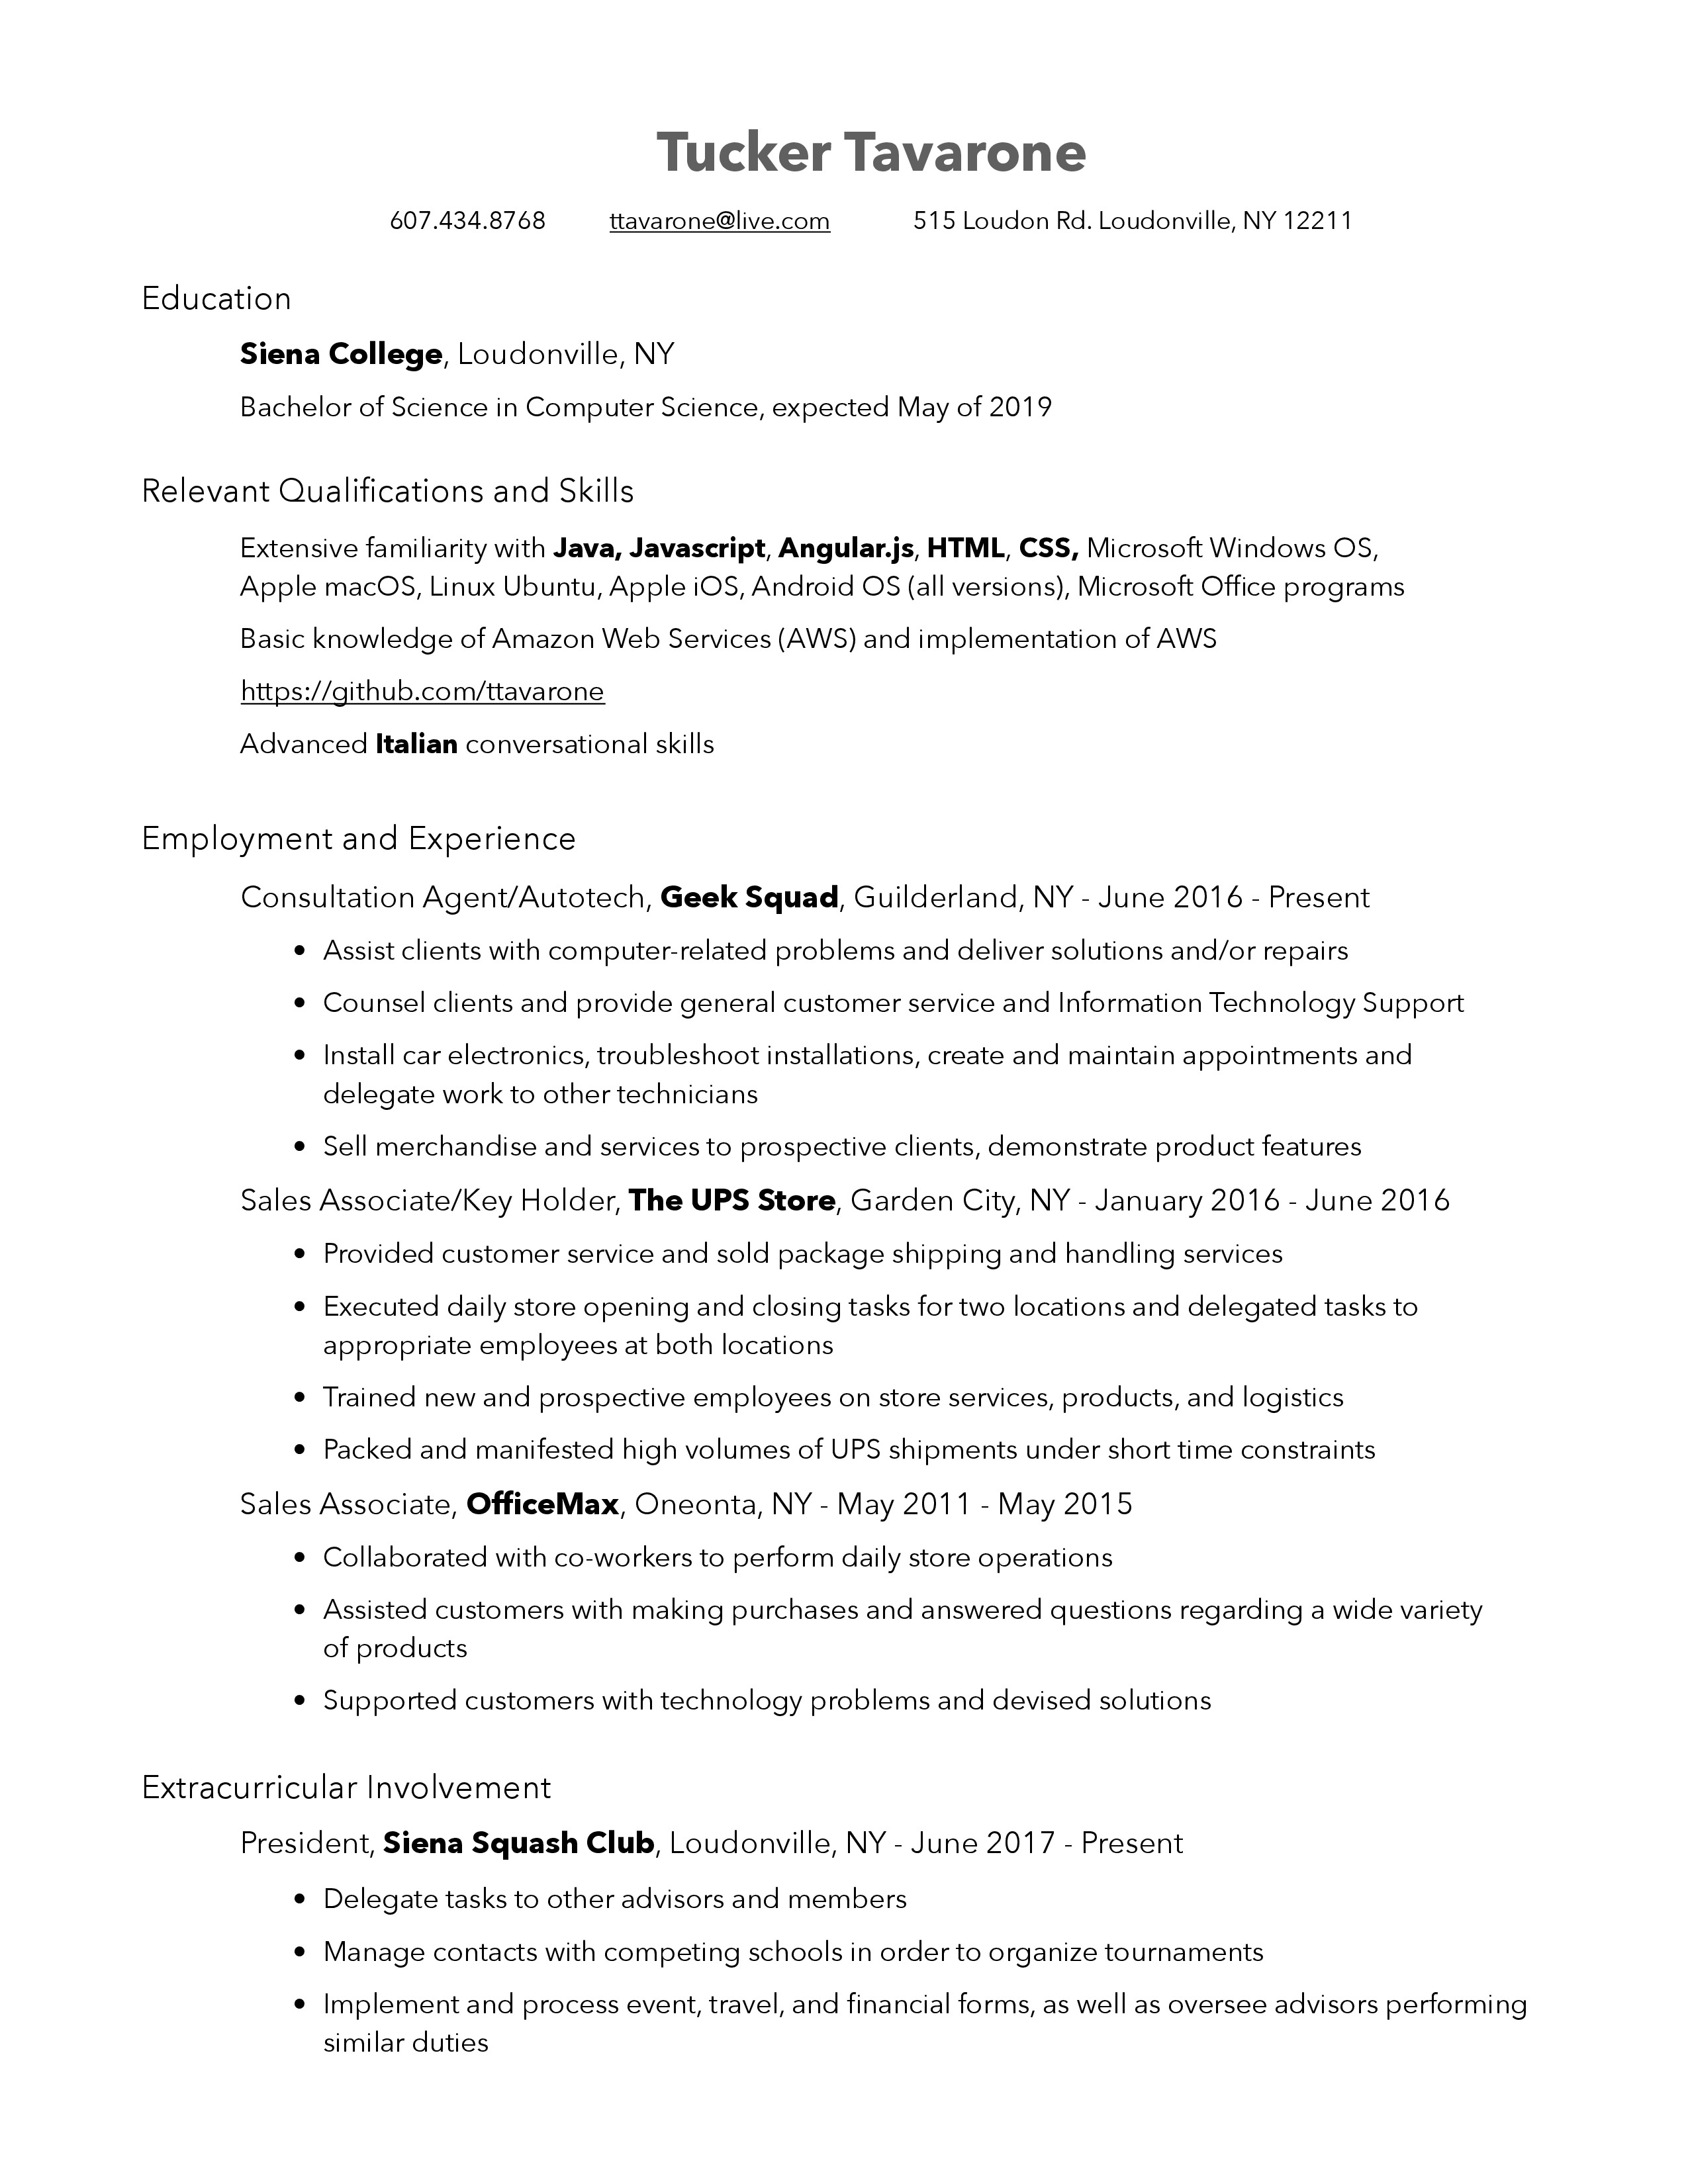 Tucker Tavarone
607.434.8768 ttavarone@live.com 515 Loudon Rd. Loudonville, NY 12211
Education
Siena College, Loudonville, NY
Bachelor of Science in Computer Science, expected May of 2019
Relevant Qualifications and Skills
Extensive familiarity with Java, Javascript, Angular.js, HTML, CSS, Microsoft Windows OS,
Apple macOS, Linux Ubuntu, Apple iOS, Android OS (all versions), Microsoft Office programs
Basic knowledge of Amazon Web Services (AWS) and implementation of AWS
https://github.com/ttavarone
Advanced Italian conversational skills
Employment and Experience
Consultation Agent/Autotech, Geek Squad, Guilderland, NY - June 2016 - Present
• Assist clients with computer-related problems and deliver solutions and/or repairs
• Counsel clients and provide general customer service and Information Technology Support
• Install car electronics, troubleshoot installations, create and maintain appointments and
delegate work to other technicians
• Sell merchandise and services to prospective clients, demonstrate product features
Sales Associate/Key Holder, The UPS Store, Garden City, NY - January 2016 - June 2016
• Provided customer service and sold package shipping and handling services
• Executed daily store opening and closing tasks for two locations and delegated tasks to
appropriate employees at both locations
• Trained new and prospective employees on store services, products, and logistics
• Packed and manifested high volumes of UPS shipments under short time constraints
Sales Associate, OfficeMax, Oneonta, NY - May 2011 - May 2015
• Collaborated with co-workers to perform daily store operations
• Assisted customers with making purchases and answered questions regarding a wide variety
of products
• Supported customers with technology problems and devised solutions
Extracurricular Involvement
President, Siena Squash Club, Loudonville, NY - June 2017 - Present
• Delegate tasks to other advisors and members
• Manage contacts with competing schools in order to organize tournaments
• Implement and process event, travel, and financial forms, as well as oversee advisors performing
similar duties